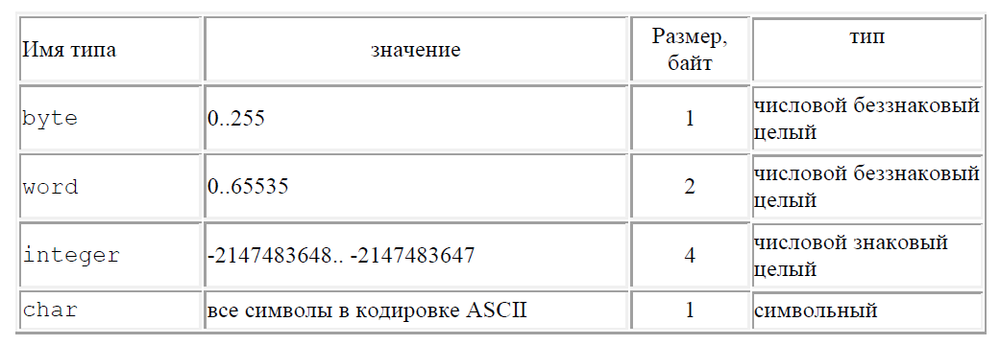 Имя типа
значение
Размер,
байт
тип
byte
0..255
1
числовой беззнаковый
целый
word
0..65535
2
числовой беззнаковый
целый
integer
-2147483648.. -2147483647
4
числовой знаковый
целый
char
все символы в кодировке ASCII
1
символьный